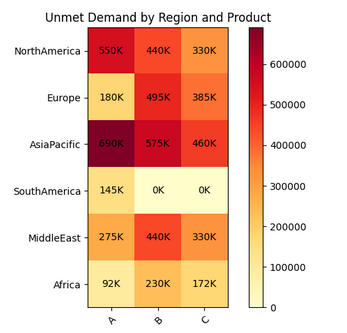 Unmet Demand by Region and Product
NorthAmerica 550K 440K 330K
Europe 180K 495K 385K
AsiaPacific 690K 575K 460K
SouthAmerica 145K 0K 0K
MiddleEast 275K 440K 330K
Africa 92K 230K 172K
A B C
600000
500000
400000
300000
200000
100000
0